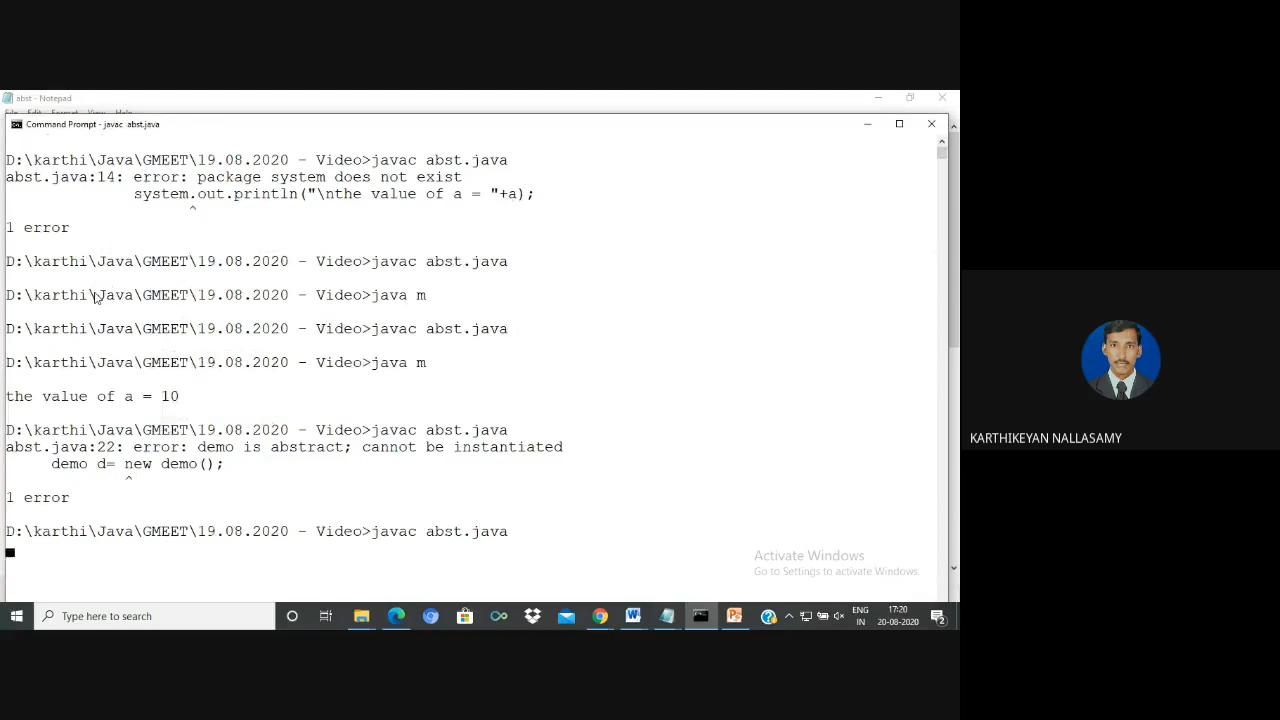 abst - Notepad
File Edit Format View Help
Command Prompt - javac abst.java
D:\karthi\Java\GMEET\19.08.2020 - Video>javac abst.java
abst.java:14: error: package system does not exist
system.out.println("\nthe value of a = "+a);
^
1 error
D:\karthi\Java\GMEET\19.08.2020 - Video>javac abst.java
D:\karthi\Java\GMEET\19.08.2020 - Video>java m
D:\karthi\Java\GMEET\19.08.2020 - Video>javac abst.java
D:\karthi\Java\GMEET\19.08.2020 - Video>java m
the value of a = 10
D:\karthi\Java\GMEET\19.08.2020 - Video>javac abst.java
abst.java:22: error: demo is abstract; cannot be instantiated
demo d= new demo();
^
1 error
D:\karthi\Java\GMEET\19.08.2020 - Video>javac abst.java
Activate Windows
Go to Settings to activate Windows.
KARTHIKEYAN NALLASAMY
Type here to search
ENG
IN
17:20
20-08-2020
2